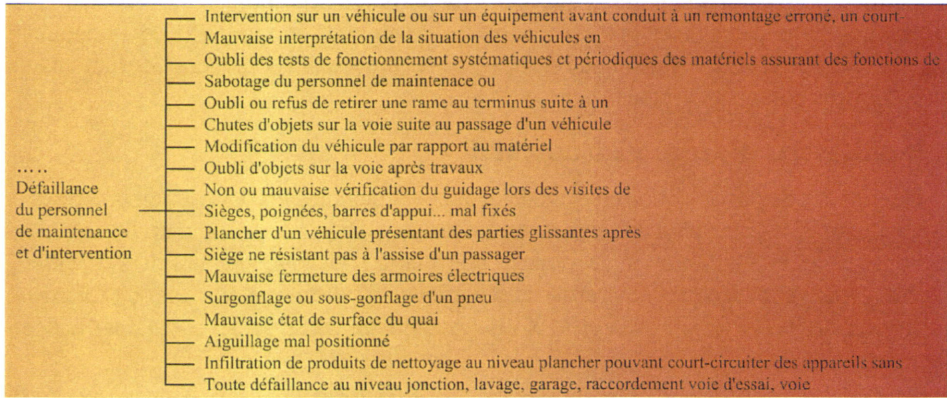 Intervention sur un véhicule ou sur un équipement avant conduit à un remontage erroné, un court-
Mauvaise interprétation de la situation des véhicules en
Oubli des tests de fonctionnement systématiques et périodiques des matériels assurant des fonctions de
Sabotage du personnel de maintenace ou
Oubli ou refus de retirer une rame au terminus suite à un
Chutes d'objets sur la voie suite au passage d'un véhicule
Modification du véhicule par rapport au matériel
Oubli d'objets sur la voie après travaux
Non ou mauvaise vérification du guidage lors des visites de
Sièges, poignées, barres d'appui... mal fixés
Plancher d'un véhicule présentant des parties glissantes après
Siège ne résistant pas à l'assise d'un passager
Mauvaise fermeture des armoires électriques
Surgonflage ou sous-gonflage d'un pneu
Mauvaise état de surface du quai
Aiguillage mal positionné
Infiltration de produits de nettoyage au niveau plancher pouvant court-circuiter des appareils sans
Toute défaillance au niveau jonction, lavage, garage, raccordement voie d'essai, voie
.....
Défaillance
du personnel
de maintenance
et d'intervention